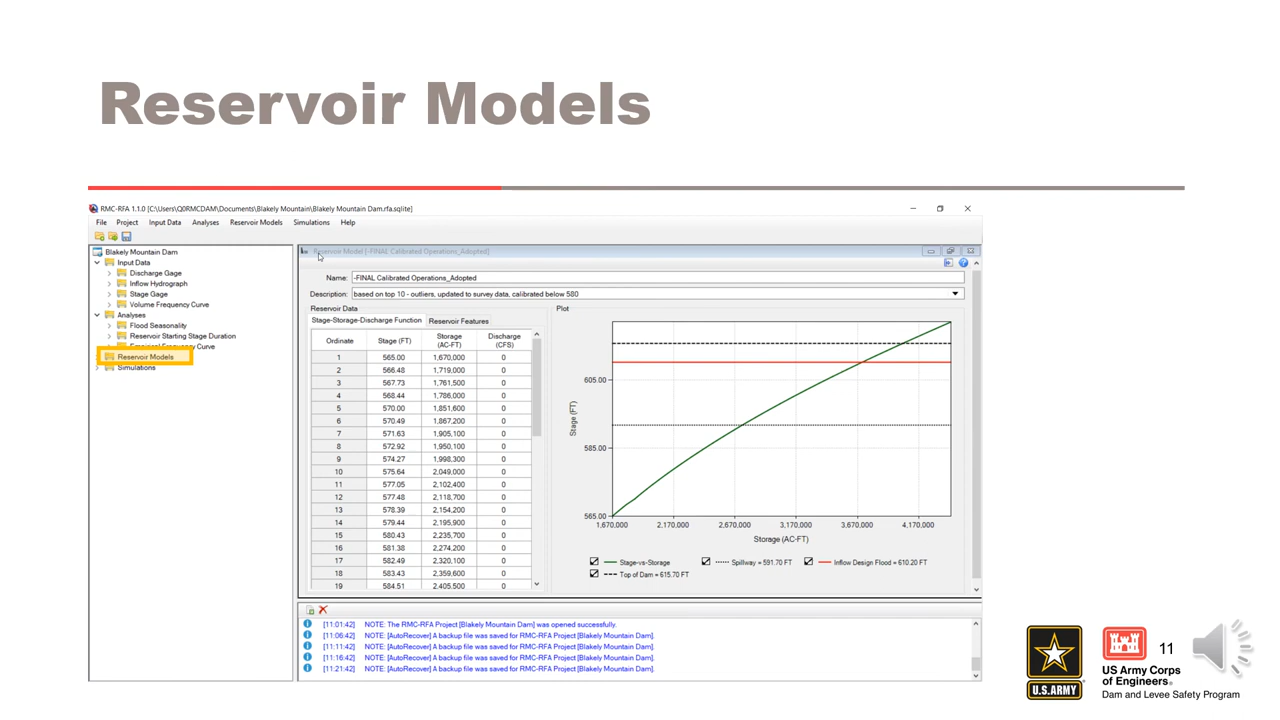 Reservoir Models
RMC-RFA 1.1.0 [C:\Users\Q0RMCDAM\Documents\Blakely Mountain\Blakely Mountain Dam.rfa.sqlite]
File Project Input Data Analyses Reservoir Models Simulations Help
Blakely Mountain Dam
Input Data
Discharge Gage
Inflow Hydrograph
Stage Gage
Volume Frequency Curve
Analyses
Flood Seasonality
Reservoir Starting Stage Duration
Empirical Frequency Curve
Reservoir Models
Simulations
Reservoir Model [-FINAL Calibrated Operations_Adopted]
Name: -FINAL Calibrated Operations_Adopted
Description: based on top 10 - outliers, updated to survey data, calibrated below 580
Reservoir Data
Stage-Storage-Discharge Function Reservoir Features
Ordinate Stage (FT) Storage (AC-FT) Discharge (CFS)
1 565.00 1,670,000 0
2 566.48 1,719,000 0
3 567.73 1,761,500 0
4 568.44 1,786,000 0
5 570.00 1,851,600 0
6 570.49 1,867,200 0
7 571.63 1,905,100 0
8 572.92 1,950,100 0
9 574.27 1,998,300 0
10 575.64 2,049,000 0
11 577.05 2,102,400 0
12 577.48 2,118,700 0
13 578.39 2,154,200 0
14 579.44 2,195,900 0
15 580.43 2,235,700 0
16 581.38 2,274,200 0
17 582.49 2,320,100 0
18 583.43 2,359,600 0
19 584.51 2,405,500 0
Plot
Stage (FT)
605.00
585.00
565.00
1,670,000 2,170,000 2,670,000 3,170,000 3,670,000 4,170,000
Storage (AC-FT)
Stage-vs-Storage Spillway = 591.70 FT Inflow Design Flood = 610.20 FT
Top of Dam = 615.70 FT
[11:01:42] NOTE: The RMC-RFA Project [Blakely Mountain Dam] was opened successfully.
[11:06:42] NOTE: [AutoRecover] A backup file was saved for RMC-RFA Project [Blakely Mountain Dam].
[11:11:42] NOTE: [AutoRecover] A backup file was saved for RMC-RFA Project [Blakely Mountain Dam].
[11:16:42] NOTE: [AutoRecover] A backup file was saved for RMC-RFA Project [Blakely Mountain Dam].
[11:21:42] NOTE: [AutoRecover] A backup file was saved for RMC-RFA Project [Blakely Mountain Dam].
U.S.ARMY
US Army Corps
of Engineers®
Dam and Levee Safety Program
11